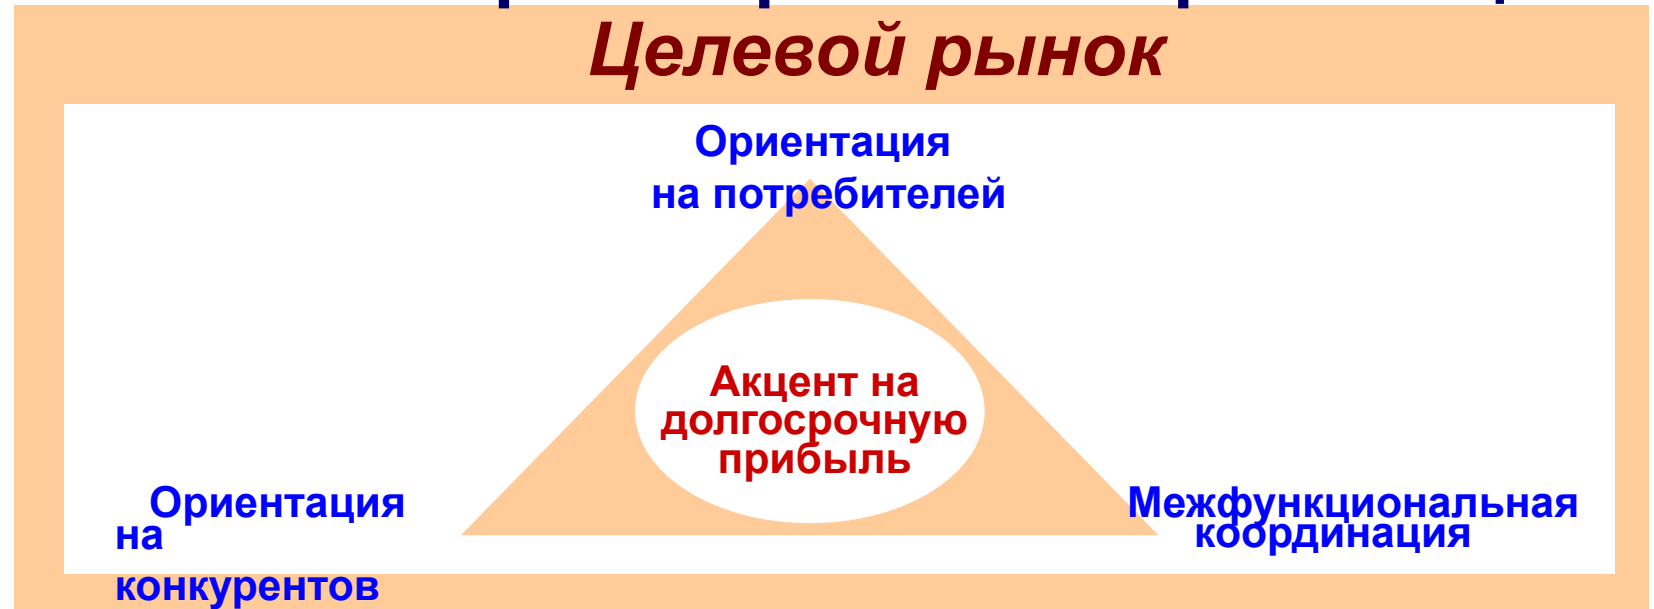 Целевой рынок
Ориентация
на потребителей
Акцент на
долгосрочную
прибыль
Ориентация
на
конкурентов
Межфункциональная
координация